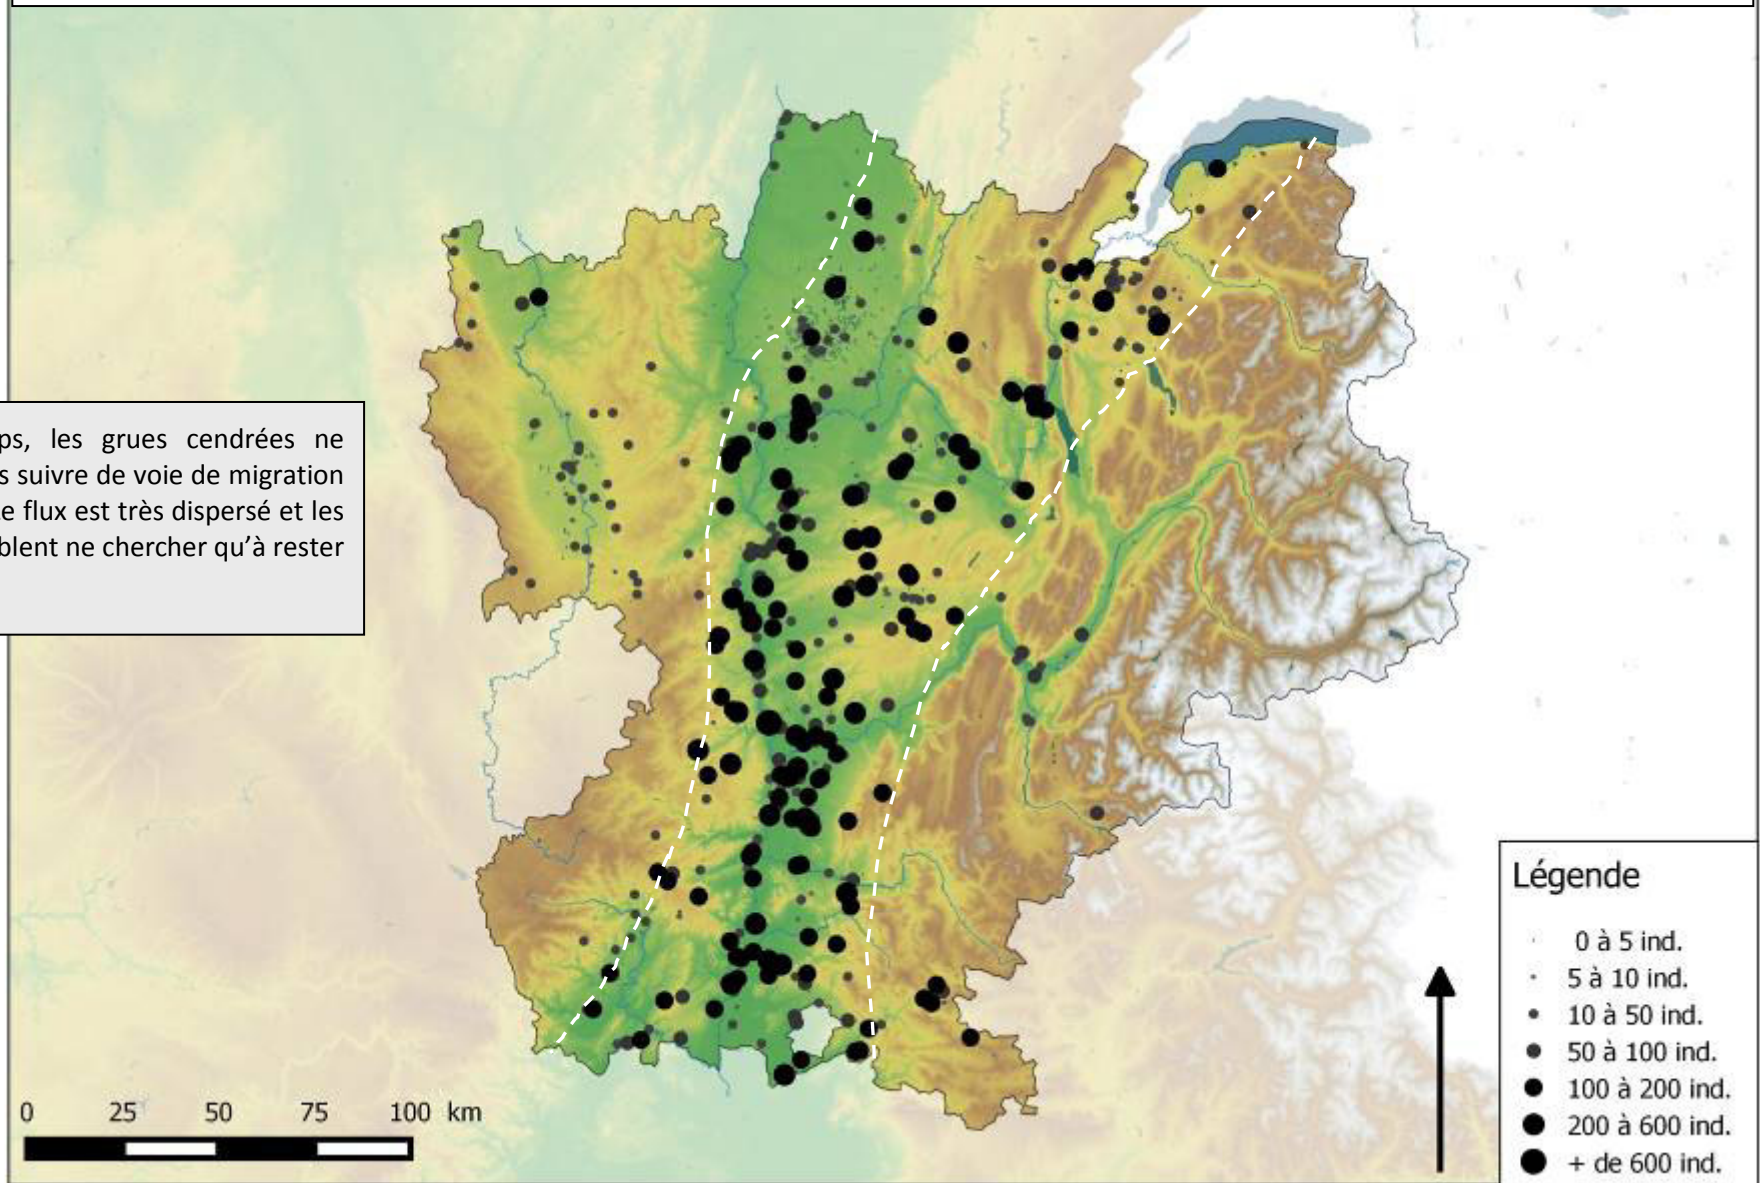 ps, les grues cendrées ne
s suivre de voie de migration
e flux est très dispersé et les
blent ne chercher qu'à rester
0 25 50 75 100 km
Légende
0 à 5 ind.
5 à 10 ind.
10 à 50 ind.
50 à 100 ind.
100 à 200 ind.
200 à 600 ind.
+ de 600 ind.